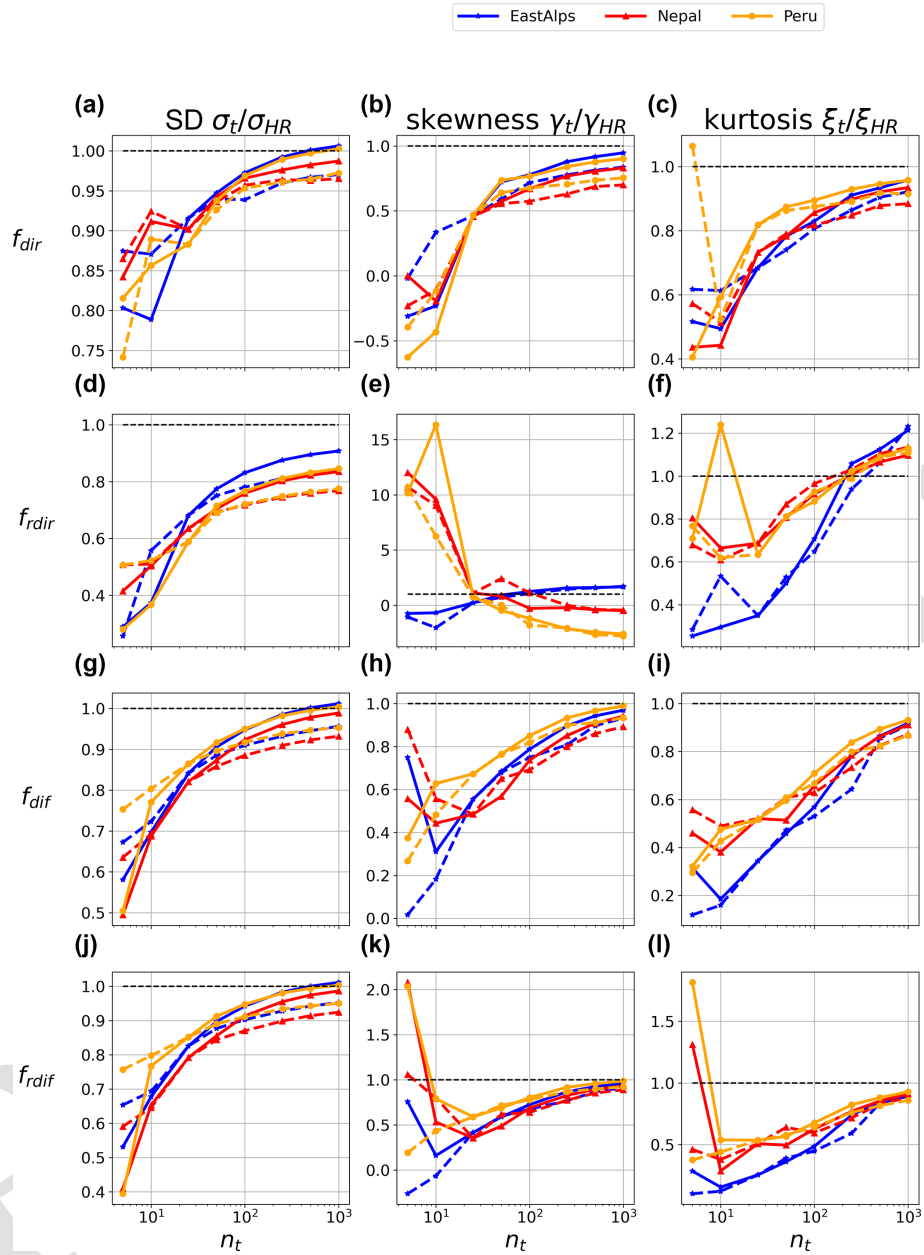 EastAlps Nepal Peru
(a) (b) (c)
SD σt/σHR skewness γt/γHR kurtosis ξt/ξHR
1.00 0.95 0.90 0.85 0.80 0.75
1.0 0.5 0.0 −0.5
1.0 0.8 0.6 0.4
fdir
(d) (e) (f)
1.0 0.8 0.6 0.4
15 10 5 0
1.2 1.0 0.8 0.6 0.4
frdir
(g) (h) (i)
1.0 0.9 0.8 0.7 0.6 0.5
1.0 0.8 0.6 0.4 0.2 0.0
1.0 0.8 0.6 0.4 0.2
fdif
(j) (k) (l)
1.0 0.9 0.8 0.7 0.6 0.5 0.4
2.0 1.5 1.0 0.5 0.0
1.5 1.0 0.5
frdif
10¹ 10² 10³ 10¹ 10² 10³ 10¹ 10² 10³
nt nt nt